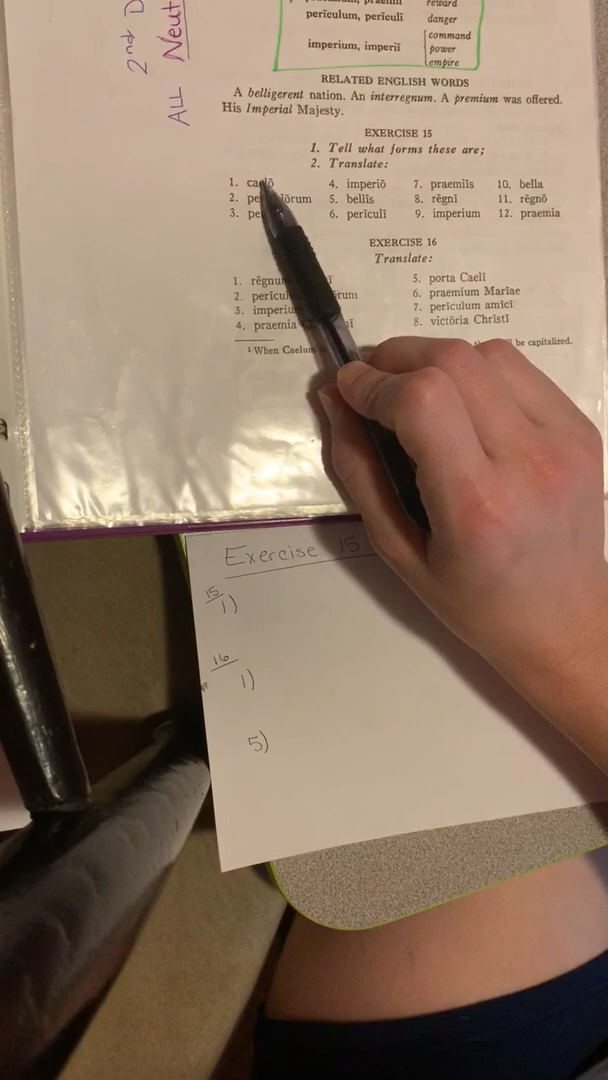 2nd D
ALL Neut
reward
perīculum, perīculī danger
imperium, imperiī
command
power
empire
RELATED ENGLISH WORDS
A belligerent nation. An interregnum. A premium was offered.
His Imperial Majesty.
EXERCISE 15
1. Tell what forms these are;
2. Translate:
1. 4. imperiō 7. praemiīs 10. bella
2. 5. bellīs 8. rēgnī 11. rēgnō
3. 6. perīculī 9. imperium 12. praemia
EXERCISE 16
Translate:
1. 5. porta Caelī
2. 6. praemium Marīae
3. 7. perīculum amīcī
4. praemia 8. victōria Christī
1 When be capitalized.
Exercise 15
15/1)
16
1)
5)